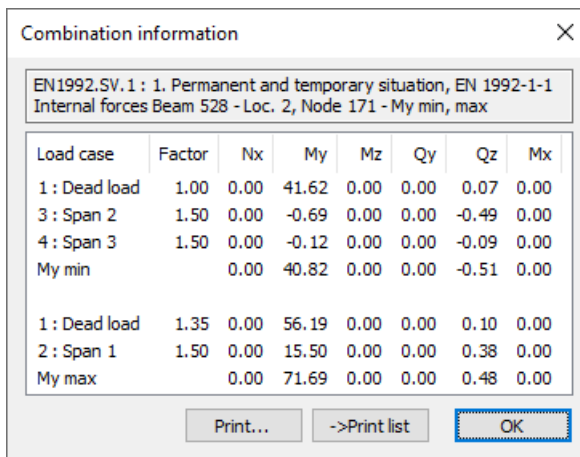 Combination information
EN1992.SV.1 : 1. Permanent and temporary situation, EN 1992-1-1
Internal forces Beam 528 - Loc. 2, Node 171 - My min, max
Load case Factor Nx My Mz Qy Qz Mx
1 : Dead load 1.00 0.00 41.62 0.00 0.00 0.07 0.00
3 : Span 2 1.50 0.00 -0.69 0.00 0.00 -0.49 0.00
4 : Span 3 1.50 0.00 -0.12 0.00 0.00 -0.09 0.00
My min 0.00 40.82 0.00 0.00 -0.51 0.00
1 : Dead load 1.35 0.00 56.19 0.00 0.00 0.10 0.00
2 : Span 1 1.50 0.00 15.50 0.00 0.00 0.38 0.00
My max 0.00 71.69 0.00 0.00 0.48 0.00
Print... ->Print list OK